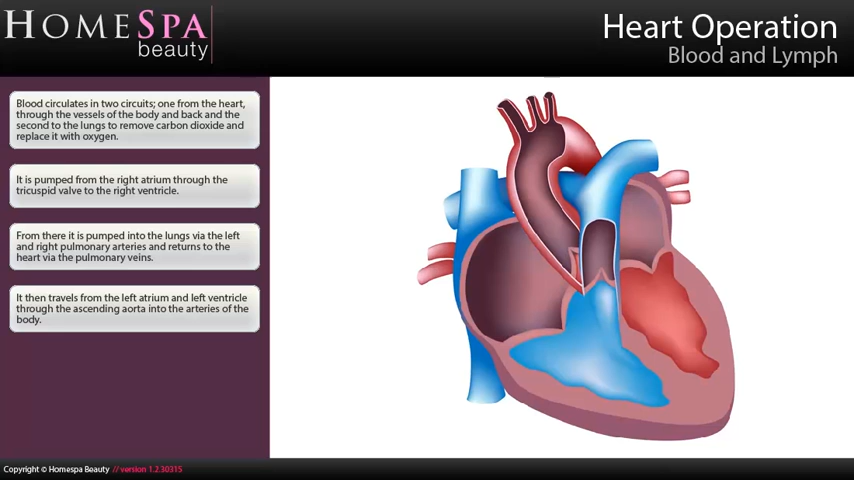 HOMESPA
beauty
Heart Operation
Blood and Lymph
Blood circulates in two circuits; one from the heart,
through the vessels of the body and back and the
second to the lungs to remove carbon dioxide and
replace it with oxygen.
It is pumped from the right atrium through the
tricuspid valve to the right ventricle.
From there it is pumped into the lungs via the left
and right pulmonary arteries and returns to the
heart via the pulmonary veins.
It then travels from the left atrium and left ventricle
through the ascending aorta into the arteries of the
body.
Copyright © Homespa Beauty // version 1.2.30315